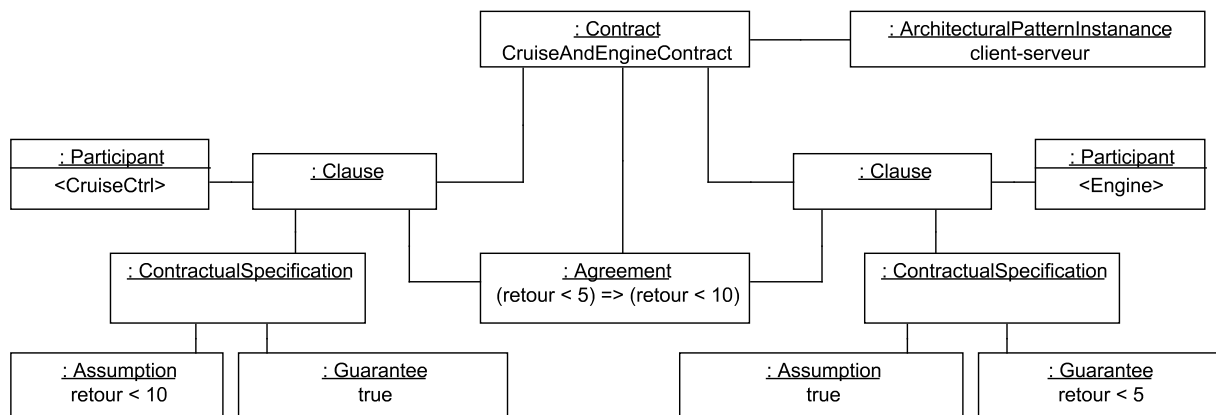 : Contract
CruiseAndEngineContract
: ArchitecturalPatternInstanance
client-serveur
: Participant
<CruiseCtrl>
: Clause
: Clause
: Participant
<Engine>
: ContractualSpecification
: Agreement
(retour < 5) => (retour < 10)
: ContractualSpecification
: Assumption
retour < 10
: Guarantee
true
: Assumption
true
: Guarantee
retour < 5